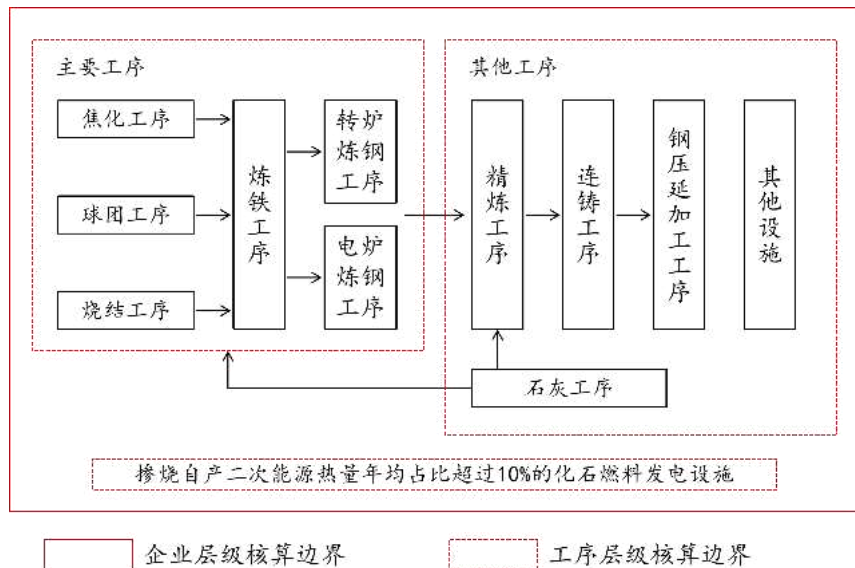 主要工序
焦化工序
球团工序
烧结工序
炼铁工序
转炉
炼钢
工序
电炉
炼钢
工序
其他工序
精炼工序
连铸工序
钢压延加工工序
其他设施
石灰工序
掺烧自产二次能源热量年均占比超过10%的化石燃料发电设施
企业层级核算边界
工序层级核算边界